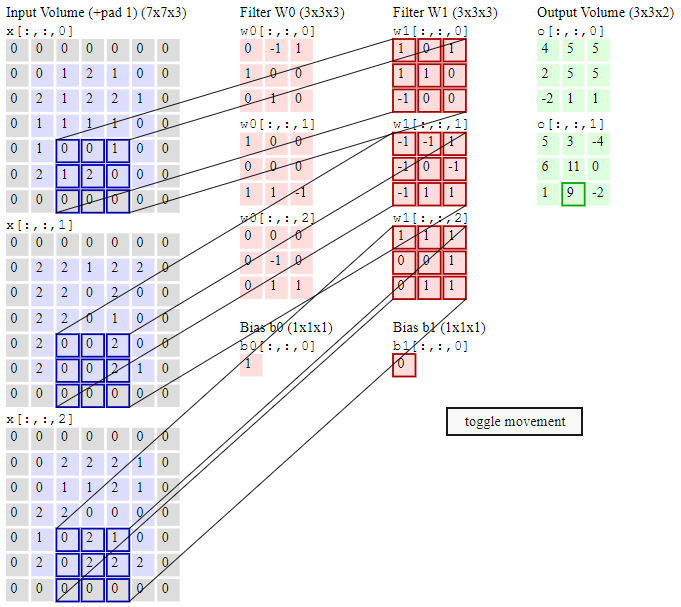 Input Volume (+pad 1) (7x7x3)
x[:,:,0]
0 0 0 0 0 0 0
0 0 1 2 1 0 0
0 2 1 2 2 1 0
0 1 1 1 1 0 0
0 1 0 0 1 0 0
0 2 1 2 0 0 0
0 0 0 0 0 0 0
x[:,:,1]
0 0 0 0 0 0 0
0 2 2 1 2 2 0
0 2 2 0 2 0 0
0 2 2 0 1 0 0
0 2 0 0 2 0 0
0 2 0 0 2 1 0
0 0 0 0 0 0 0
x[:,:,2]
0 0 0 0 0 0 0
0 0 2 2 2 1 0
0 0 1 1 2 1 0
0 2 2 0 0 0 0
0 1 0 2 1 0 0
0 2 0 2 2 2 0
0 0 0 0 0 0 0
Filter W0 (3x3x3)
w0[:,:,0]
0 -1 1
1 0 0
0 1 0
w0[:,:,1]
1 0 0
0 0 0
1 1 -1
w0[:,:,2]
0 0 0
0 -1 0
0 1 1
Bias b0 (1x1x1)
b0[:,:,0]
1
Filter W1 (3x3x3)
w1[:,:,0]
1 0 1
1 1 0
-1 0 0
w1[:,:,1]
-1 -1 1
-1 0 -1
-1 1 1
w1[:,:,2]
1 1 1
0 0 1
0 1 1
Bias b1 (1x1x1)
b1[:,:,0]
0
Output Volume (3x3x2)
o[:,:,0]
4 5 5
2 5 5
-2 1 1
o[:,:,1]
5 3 -4
6 11 0
1 9 -2
toggle movement